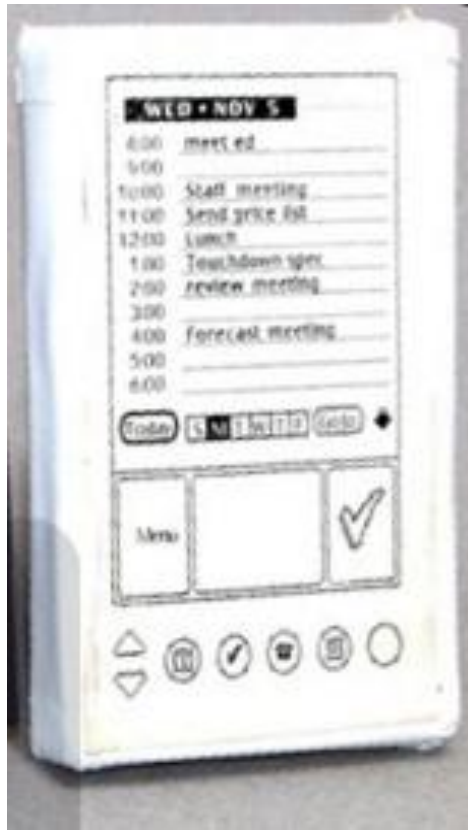 WED • NOV 5
8:00 meet ed
9:00
10:00 Staff meeting
11:00 Send price list
12:00 Lunch
1:00 Touchdown spec
2:00 review meeting
3:00
4:00 Forecast meeting
5:00
6:00
Today S M T W T F
Menu